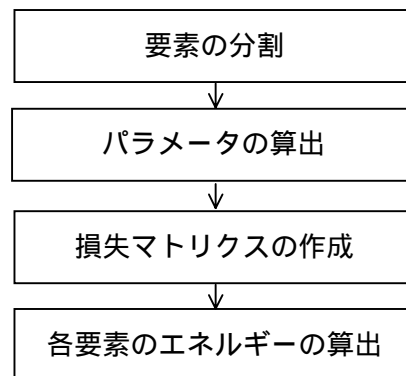 要素の分割
パラメータの算出
損失マトリクスの作成
各要素のエネルギーの算出